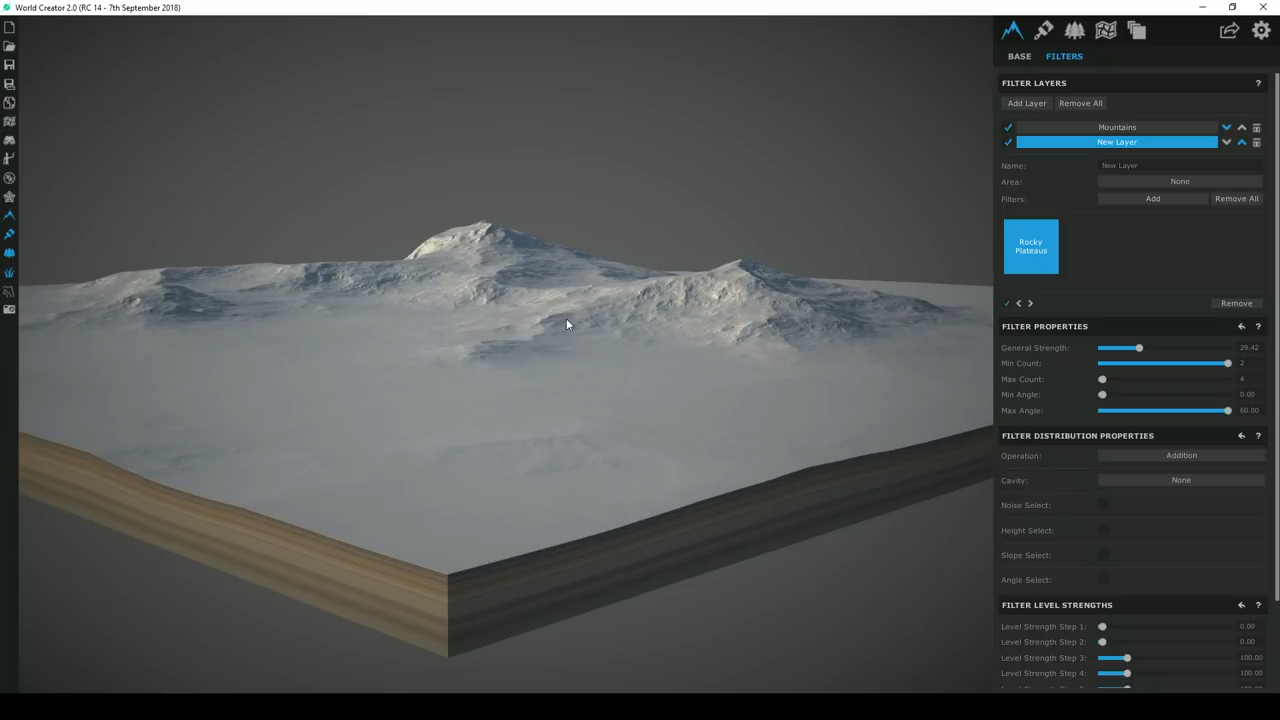 World Creator 2.0 (RC 14 - 7th September 2018)
BASE FILTERS
FILTER LAYERS ?
Add Layer Remove All
Mountains
New Layer
Name: New Layer
Area: None
Filters: Add Remove All
Rocky
Plateaus
Remove
FILTER PROPERTIES ?
General Strength: 29.42
Min Count: 2
Max Count: 4
Min Angle: 0.00
Max Angle: 60.00
FILTER DISTRIBUTION PROPERTIES ?
Operation: Addition
Cavity: None
Noise Select:
Height Select:
Slope Select:
Angle Select:
FILTER LEVEL STRENGTHS ?
Level Strength Step 1: 0.00
Level Strength Step 2: 0.00
Level Strength Step 3: 100.00
Level Strength Step 4: 100.00